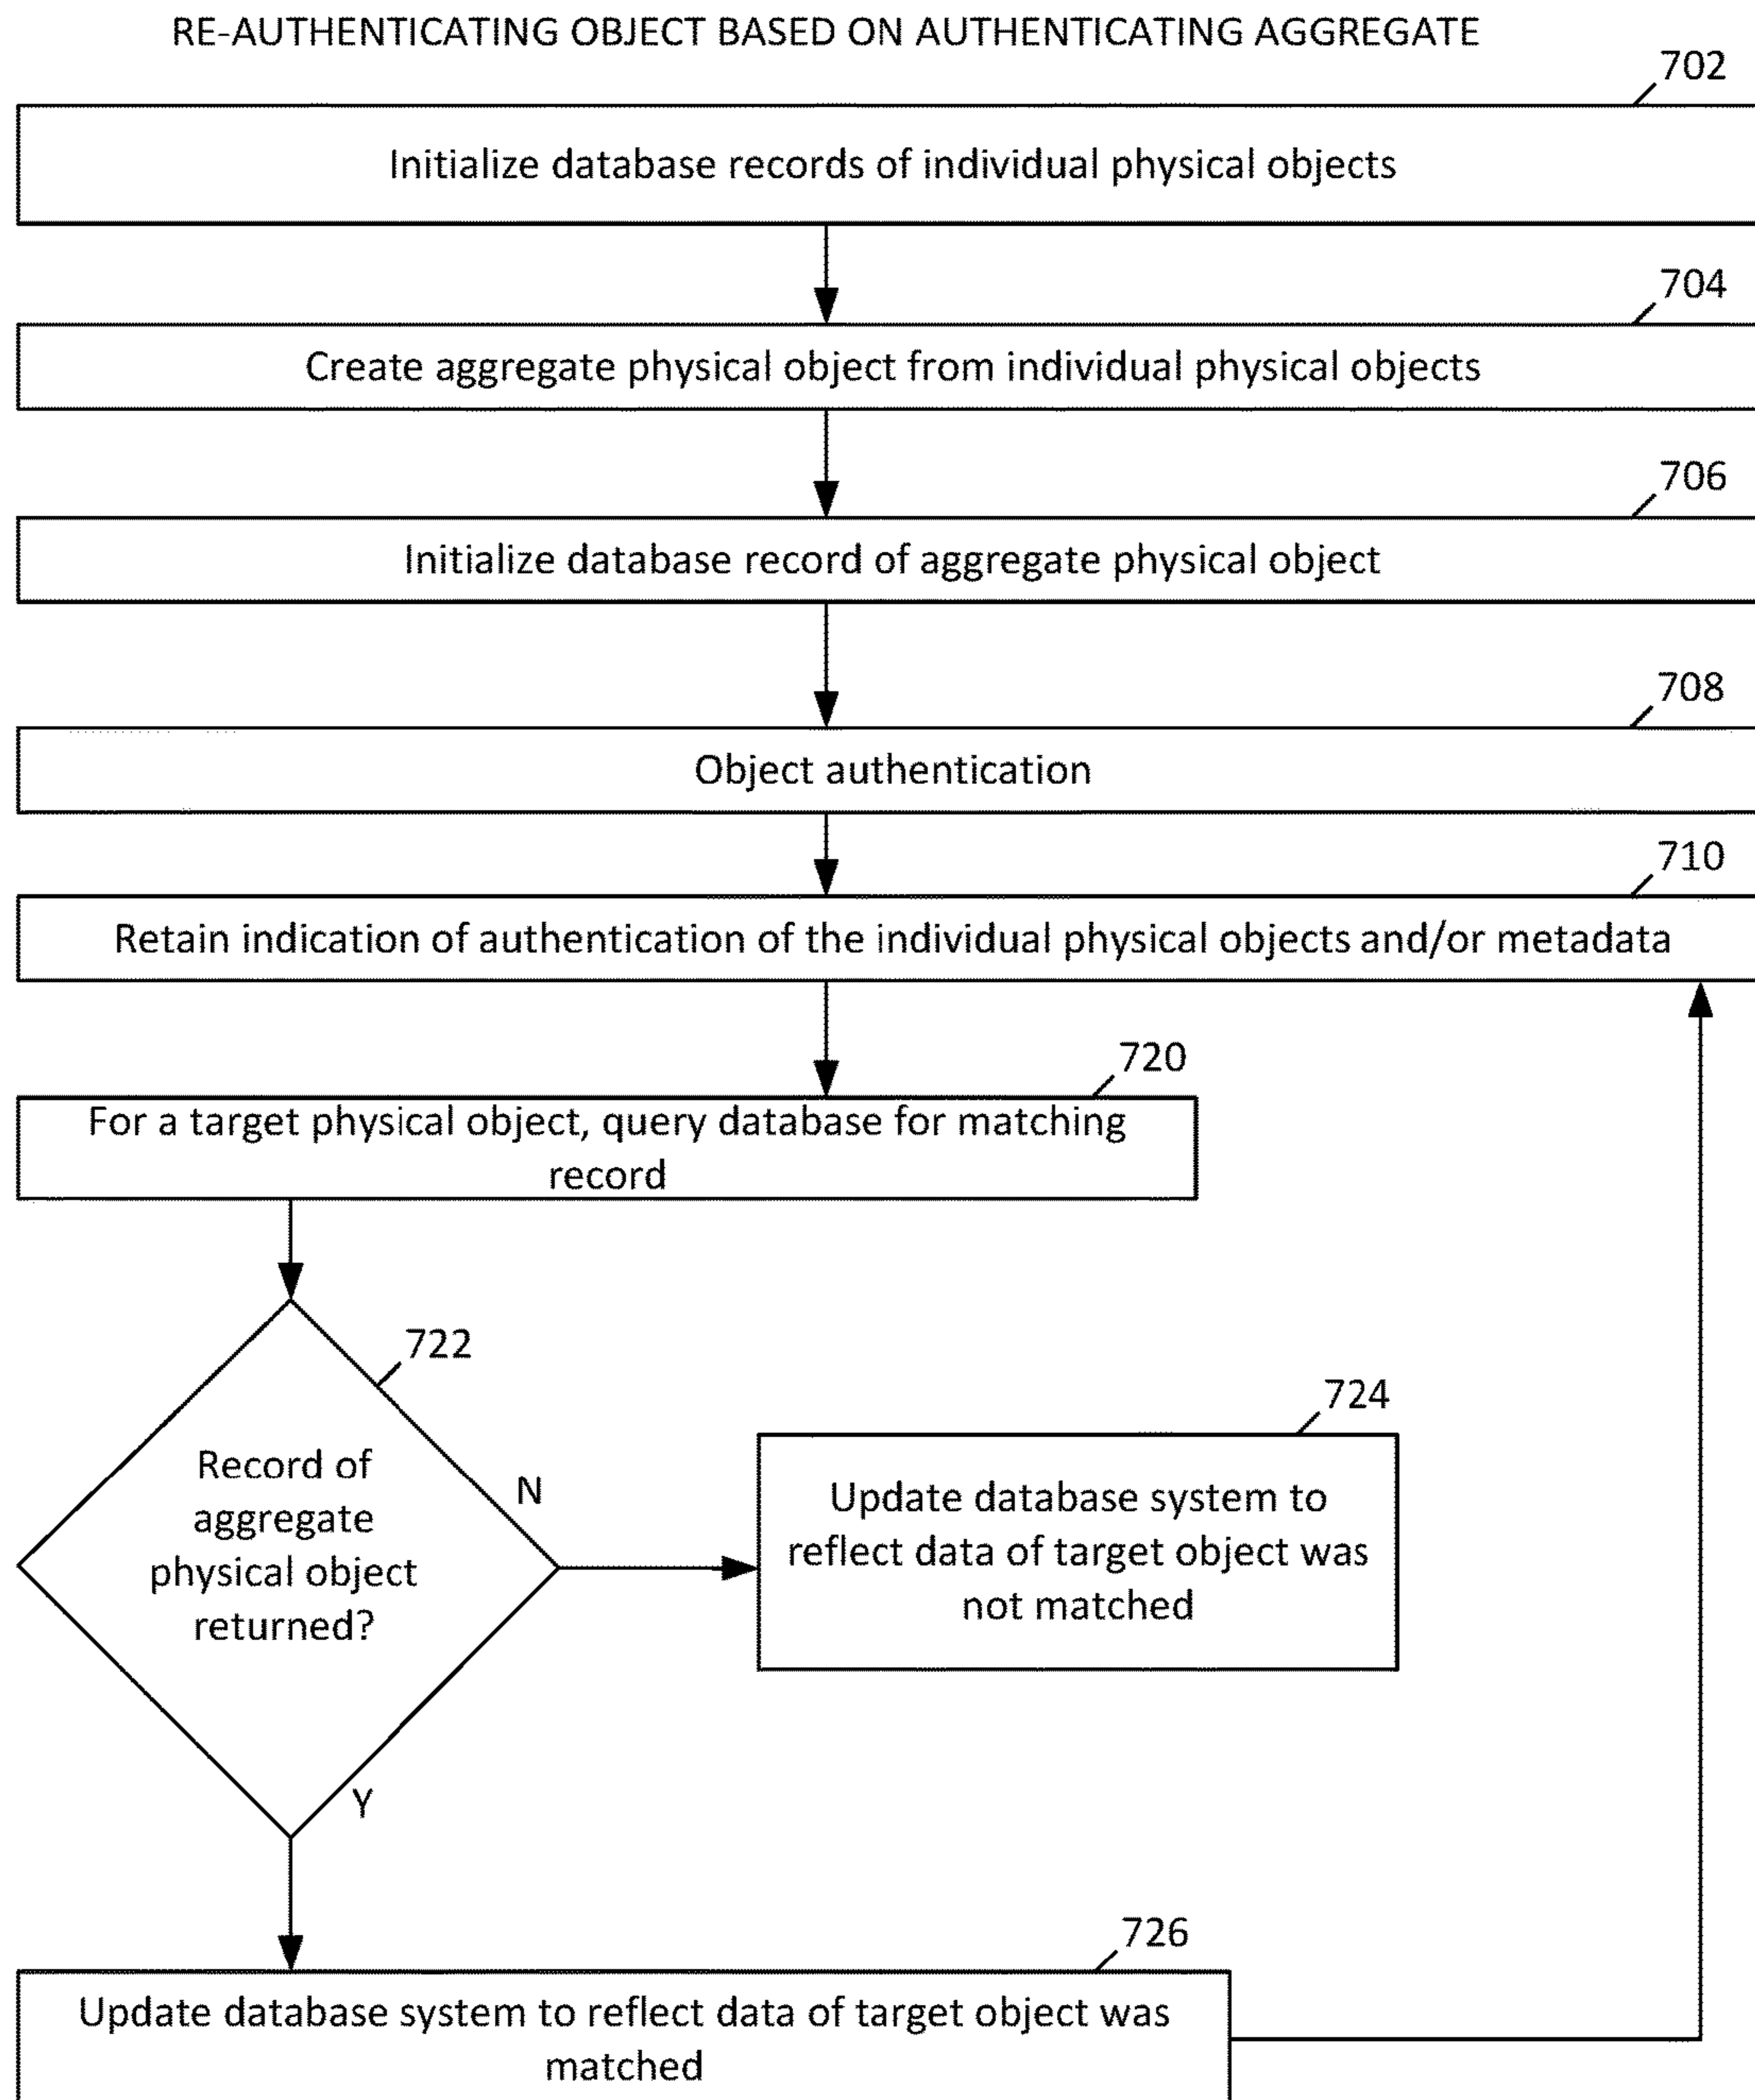 RE-AUTHENTICATING OBJECT BASED ON AUTHENTICATING AGGREGATE
702
Initialize database records of individual physical objects
704
Create aggregate physical object from individual physical objects
706
Initialize database record of aggregate physical object
708
Object authentication
710
Retain indication of authentication of the individual physical objects and/or metadata
720
For a target physical object, query database for matching
record
722
Record of
aggregate
physical object
returned?
N
Y
724
Update database system to
reflect data of target object was
not matched
726
Update database system to reflect data of target object was
matched